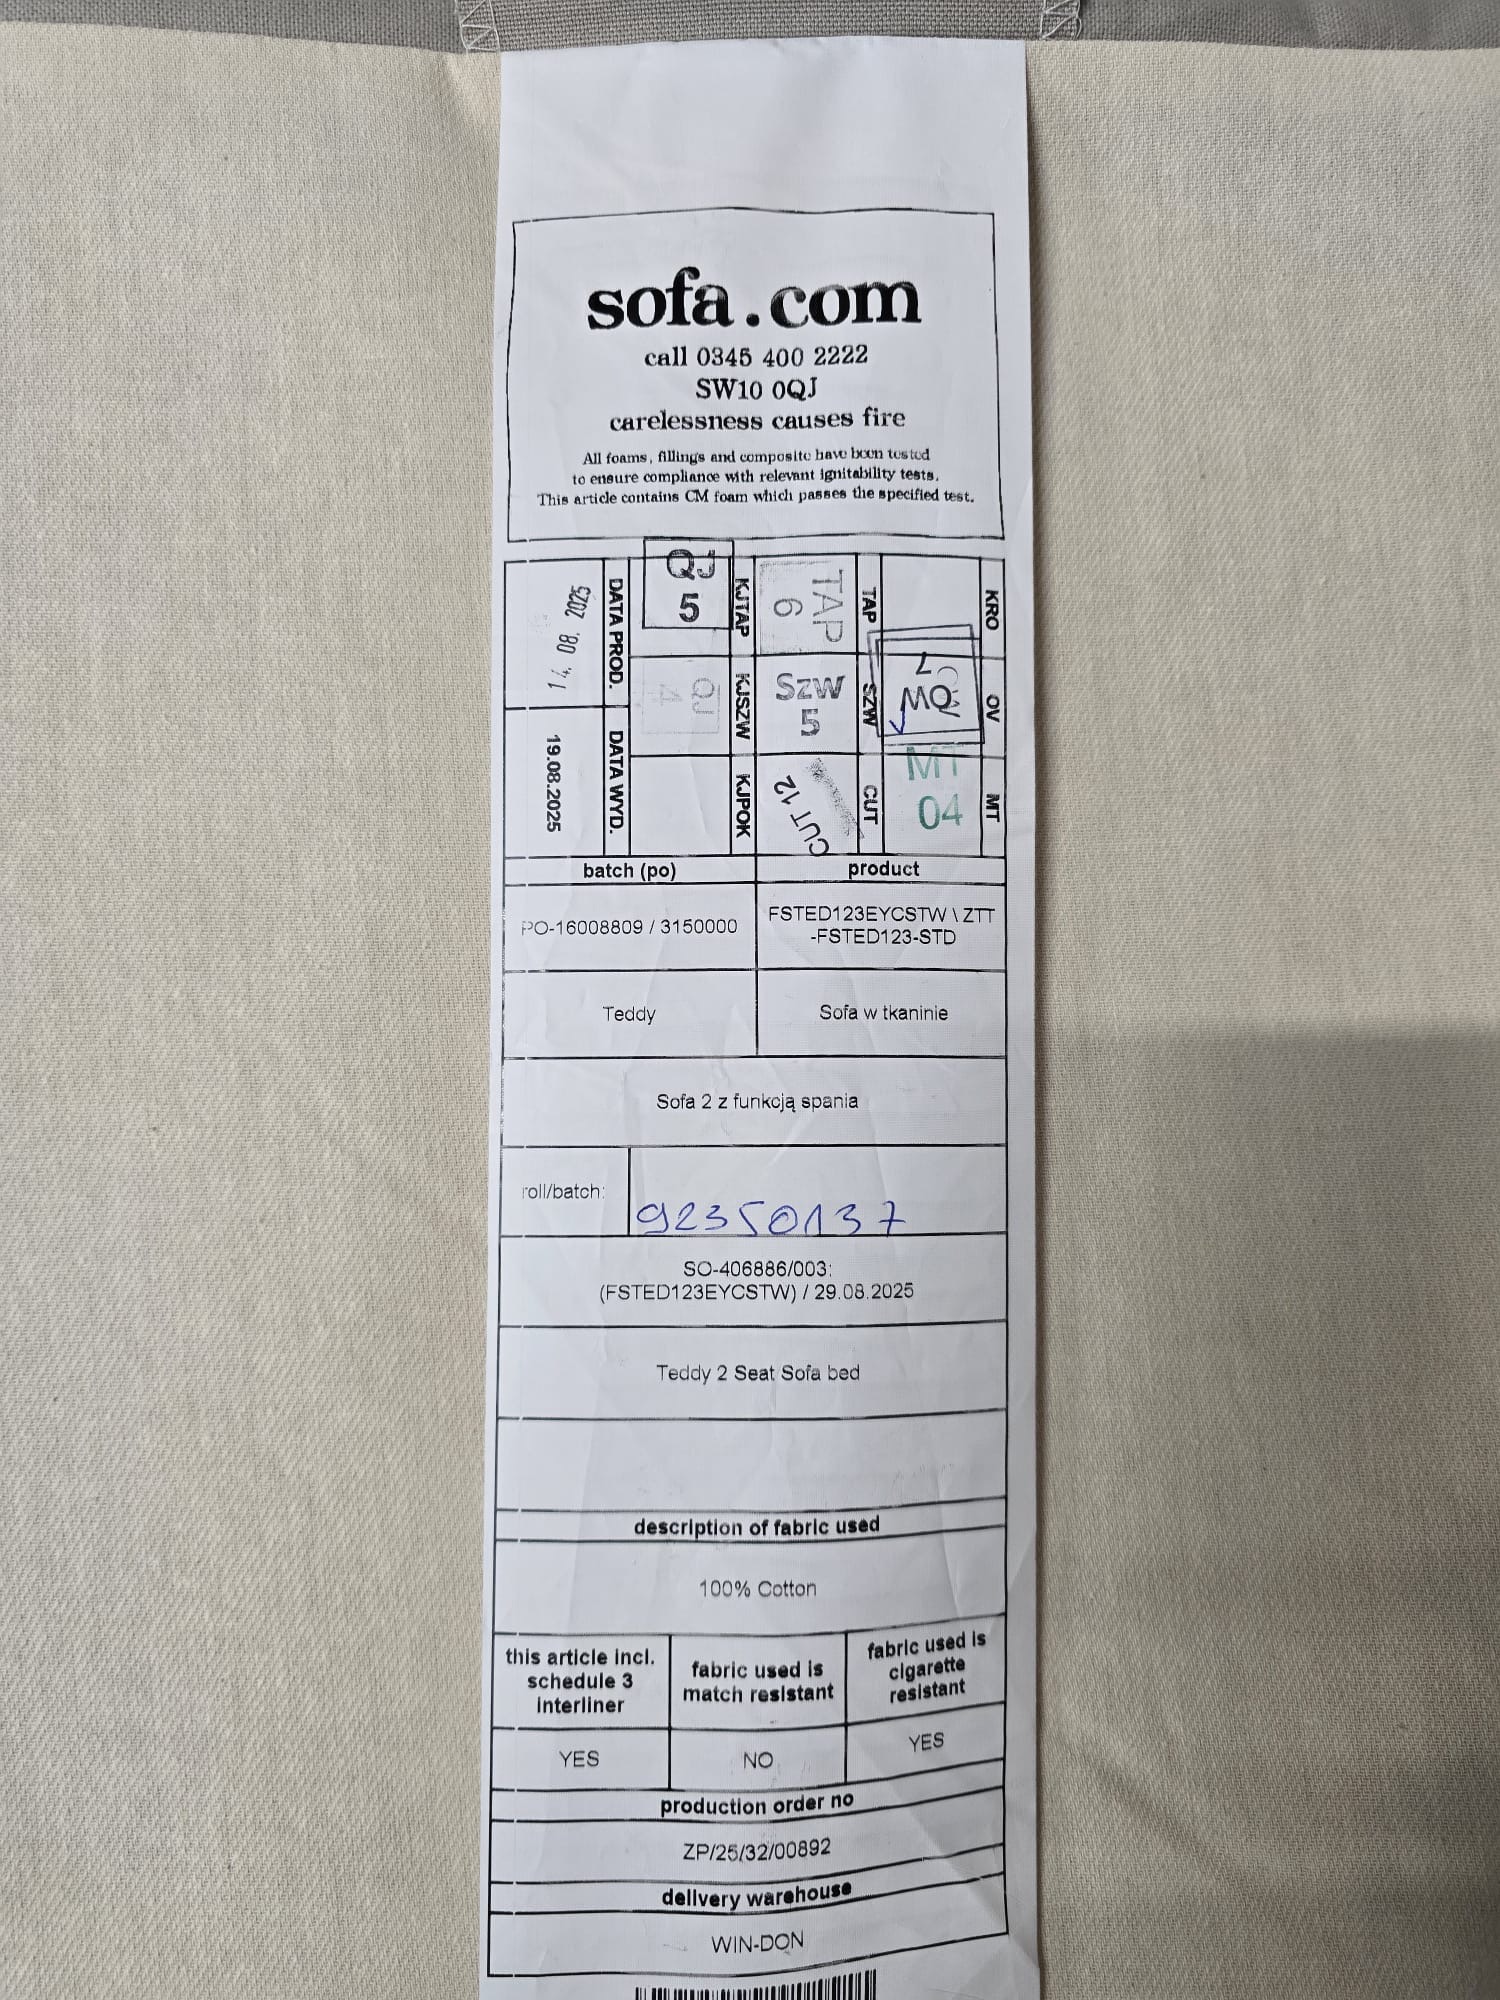 sofa.com
call 0345 400 2222
SW10 0QJ
carelessness causes fire
All foams, fillings and composite have been tested
to ensure compliance with relevant ignitability tests.
This article contains CM foam which passes the specified test.
KRO
OV
MT
7
OW
MT
04
TAP
SZW
CUT
TAP
6
Szw
5
CUT 12
KJTAP
KJSZW
KJPOK
QJ
5
QJ
4
DATA PROD.
DATA WYD.
14. 08. 2025
19.08.2025
batch (po)
product
PO-16008809 / 3150000
FSTED123EYCSTW \ ZTT
-FSTED123-STD
Teddy
Sofa w tkaninie
Sofa 2 z funkcją spania
roll/batch:
92350137
SO-406886/003:
(FSTED123EYCSTW) / 29.08.2025
Teddy 2 Seat Sofa bed
description of fabric used
100% Cotton
this article incl.
schedule 3
interliner
fabric used is
match resistant
fabric used is
cigarette
resistant
YES
NO
YES
production order no
ZP/25/32/00892
delivery warehouse
WIN-DON